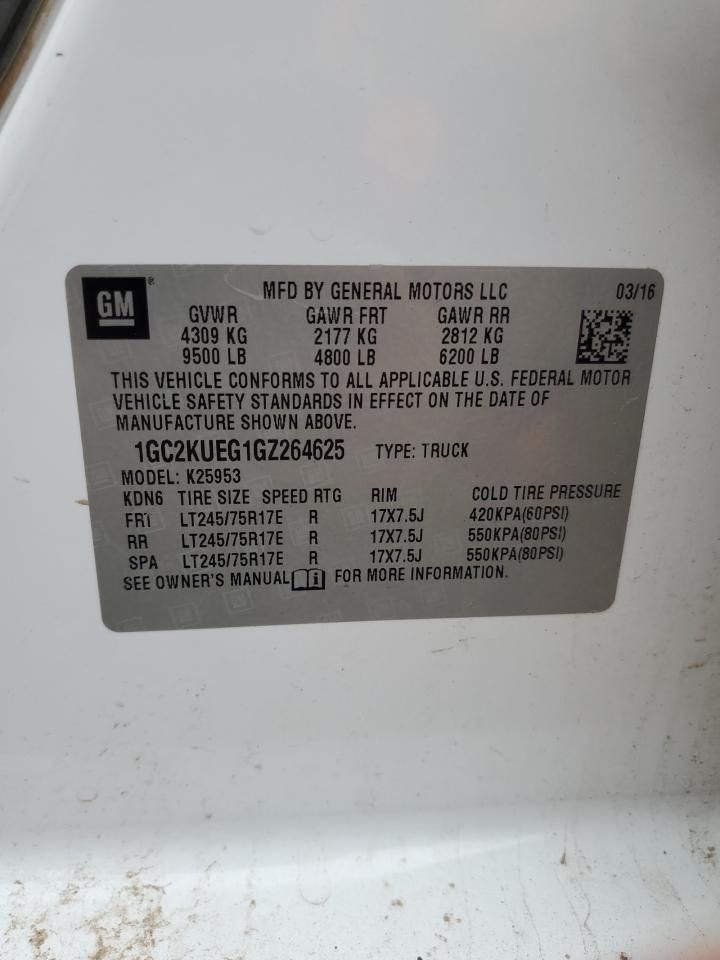 GM ® MFD BY GENERAL MOTORS LLC 03/16
GVWR GAWR FRT GAWR RR
4309 KG 2177 KG 2812 KG
9500 LB 4800 LB 6200 LB
THIS VEHICLE CONFORMS TO ALL APPLICABLE U.S. FEDERAL MOTOR
VEHICLE SAFETY STANDARDS IN EFFECT ON THE DATE OF
MANUFACTURE SHOWN ABOVE.
1GC2KUEG1GZ264625 TYPE: TRUCK
MODEL: K25953
KDN6 TIRE SIZE SPEED RTG RIM COLD TIRE PRESSURE
FRT LT245/75R17E R 17X7.5J 420KPA(60PSI)
RR LT245/75R17E R 17X7.5J 550KPA(80PSI)
SPA LT245/75R17E R 17X7.5J 550KPA(80PSI)
SEE OWNER'S MANUAL FOR MORE INFORMATION.